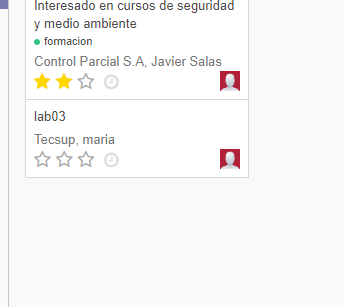 Interesado en cursos de seguridad
y medio ambiente
formacion
Control Parcial S.A, Javier Salas
lab03
Tecsup, maria